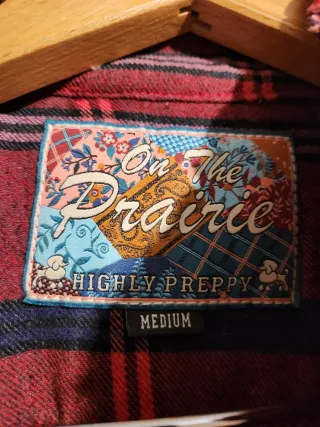 On The
Prairie
HIGHLY PREPPY
MEDIUM